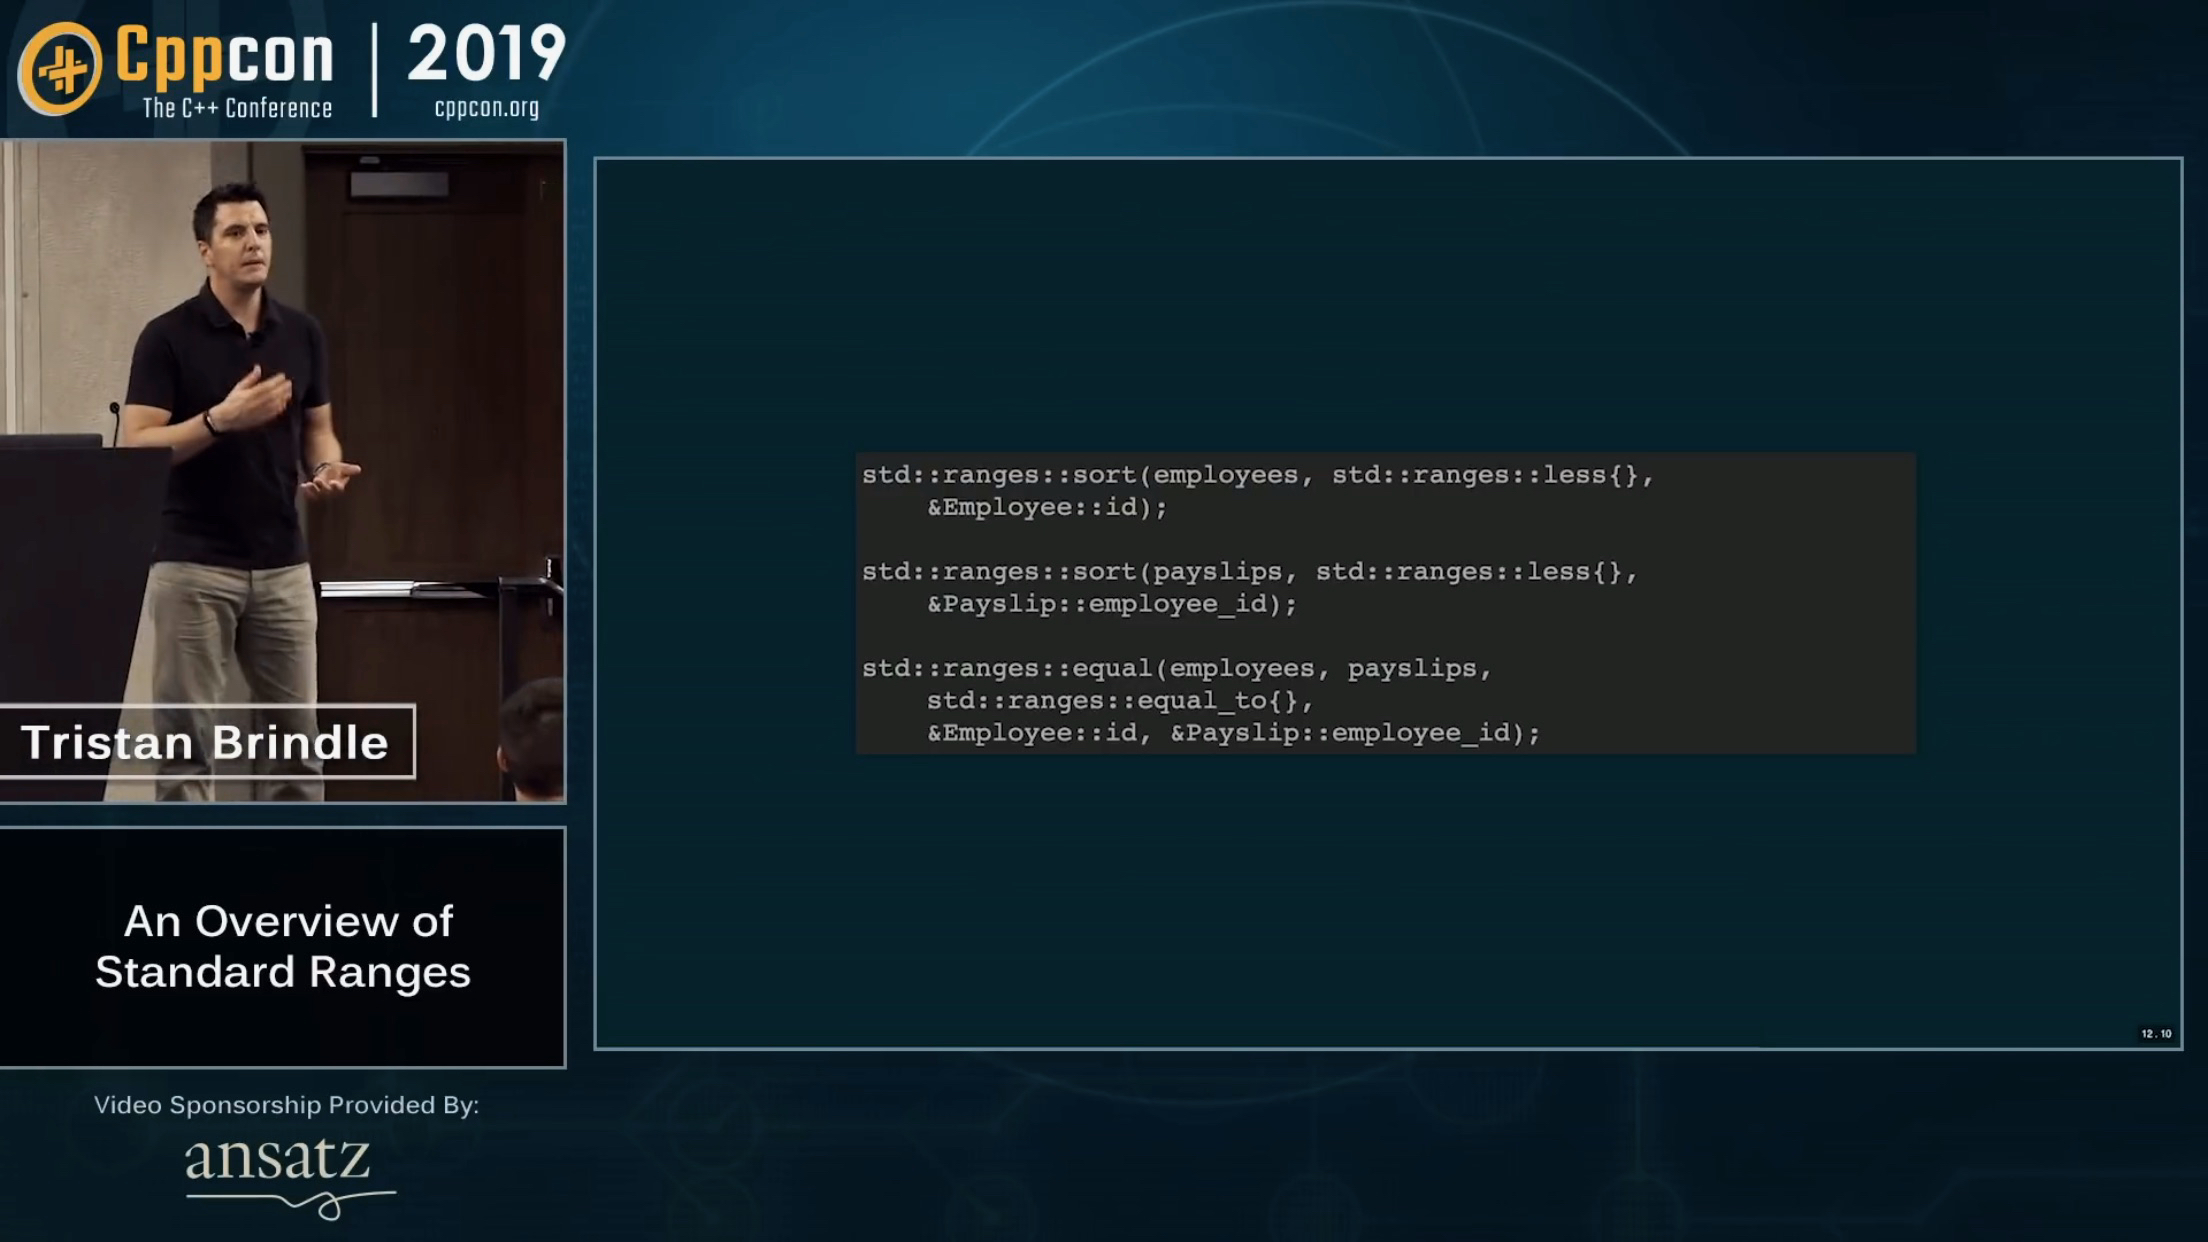 Cppcon
The C++ Conference
2019
cppcon.org
std::ranges::sort(employees, std::ranges::less{},
    &Employee::id);
std::ranges::sort(payslips, std::ranges::less{},
    &Payslip::employee_id);
std::ranges::equal(employees, payslips,
    std::ranges::equal_to{},
    &Employee::id, &Payslip::employee_id);
12.10
Tristan Brindle
An Overview of
Standard Ranges
Video Sponsorship Provided By:
ansatz